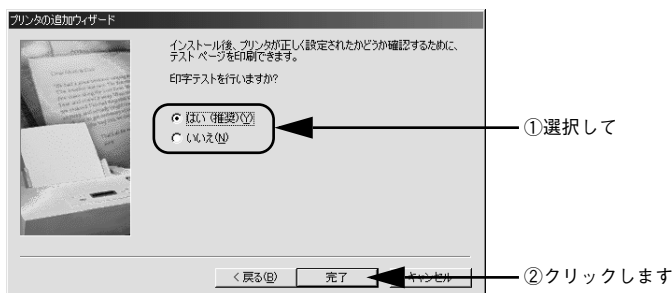 プリンタの追加ウィザード
インストール後、プリンタが正しく設定されたかどうか確認するために、
テスト ページを印刷できます。
印字テストを行いますか?
はい (推奨)(Y)
いいえ(N)
①選択して
< 戻る(B)
完了
キャンセル
②クリックします